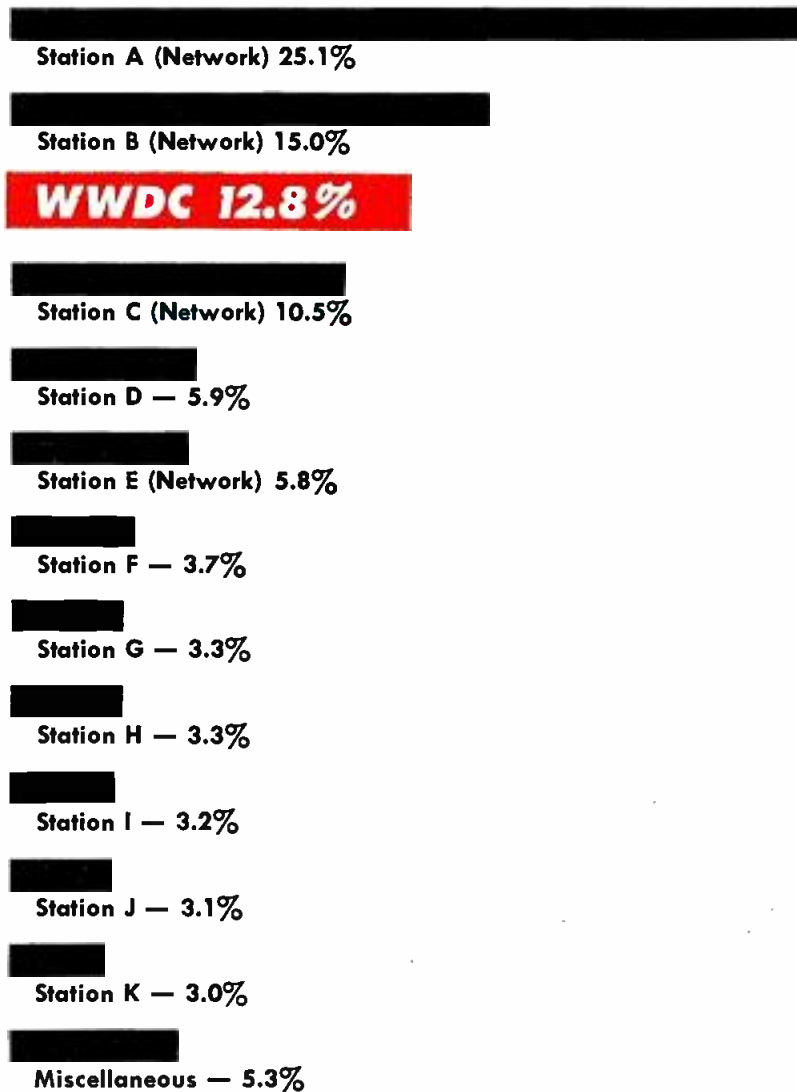 Station A (Network) 25.1%
Station B (Network) 15.0%
WWDC 12.8%
Station C (Network) 10.5%
Station D — 5.9%
Station E (Network) 5.8%
Station F — 3.7%
Station G — 3.3%
Station H — 3.3%
Station I — 3.2%
Station J — 3.1%
Station K — 3.0%
Miscellaneous — 5.3%